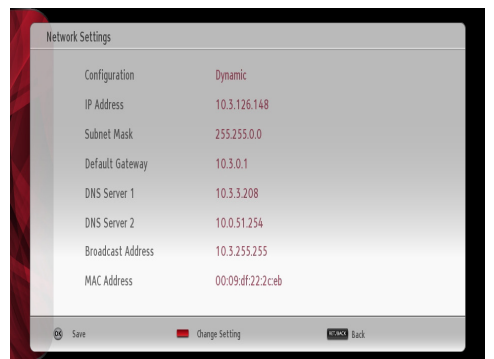 Network Settings
Configuration Dynamic
IP Address 10.3.126.148
Subnet Mask 255.255.0.0
Default Gateway 10.3.0.1
DNS Server 1 10.3.3.208
DNS Server 2 10.0.51.254
Broadcast Address 10.3.255.255
MAC Address 00:09:df:22:2c:eb
OK Save Change Setting RET/BACK Back